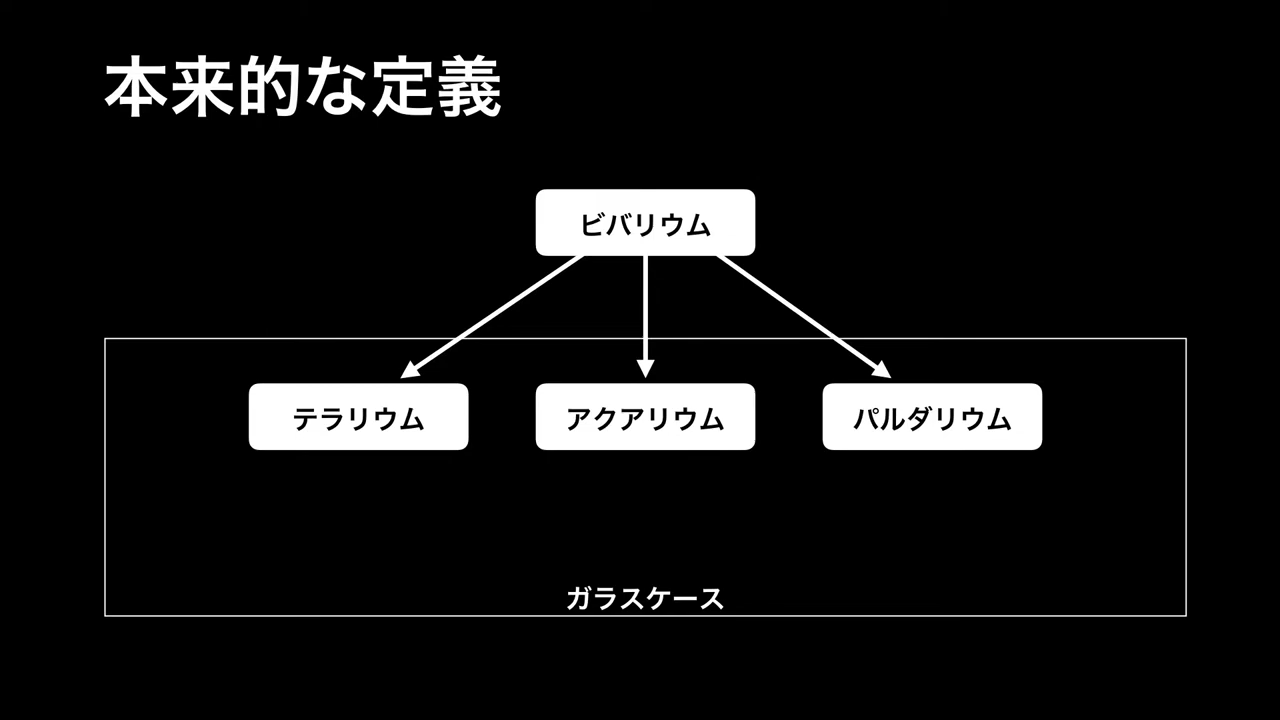 本来的な定義
ビバリウム
テラリウム
アクアリウム
パルダリウム
ガラスケース